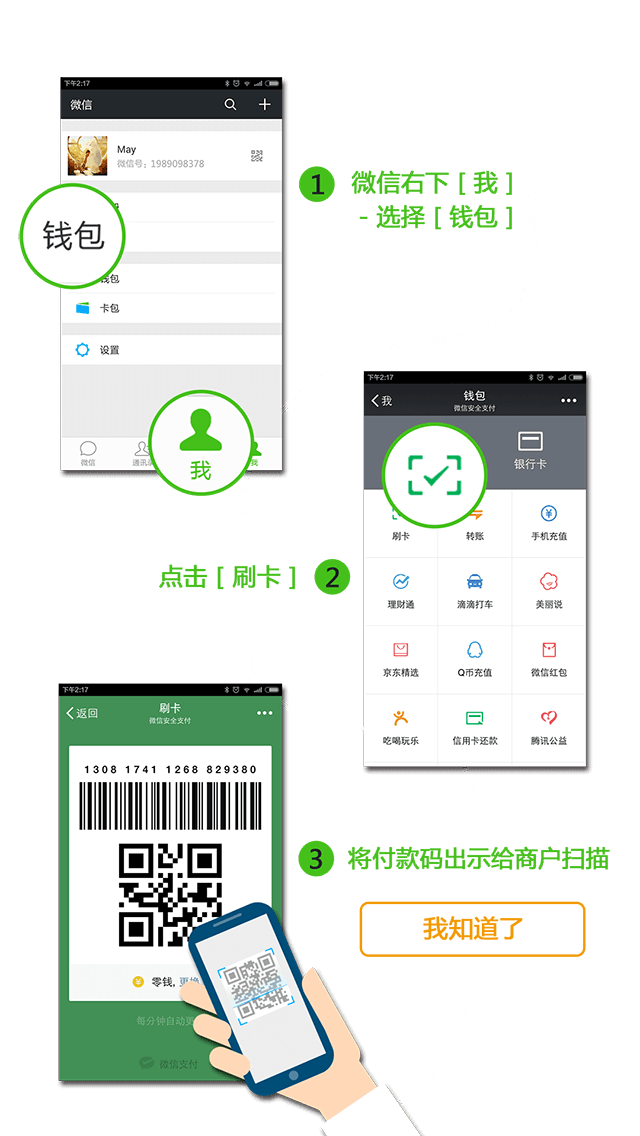 下午2:17
微信
May
微信号：1989098378
钱包
钱包
卡包
设置
微信
通讯录
我
我
1
微信右下 [ 我 ]
- 选择 [ 钱包 ]
下午2:17
我
钱包
微信安全支付
银行卡
刷卡
转账
手机充值
理财通
滴滴打车
美丽说
京东精选
Q币充值
微信红包
吃喝玩乐
信用卡还款
腾讯公益
点击 [ 刷卡 ]
2
下午2:17
返回
刷卡
微信安全支付
1308 1741 1268 829380
零钱, 更换
每分钟自动更
微信支付
3
将付款码出示给商户扫描
我知道了